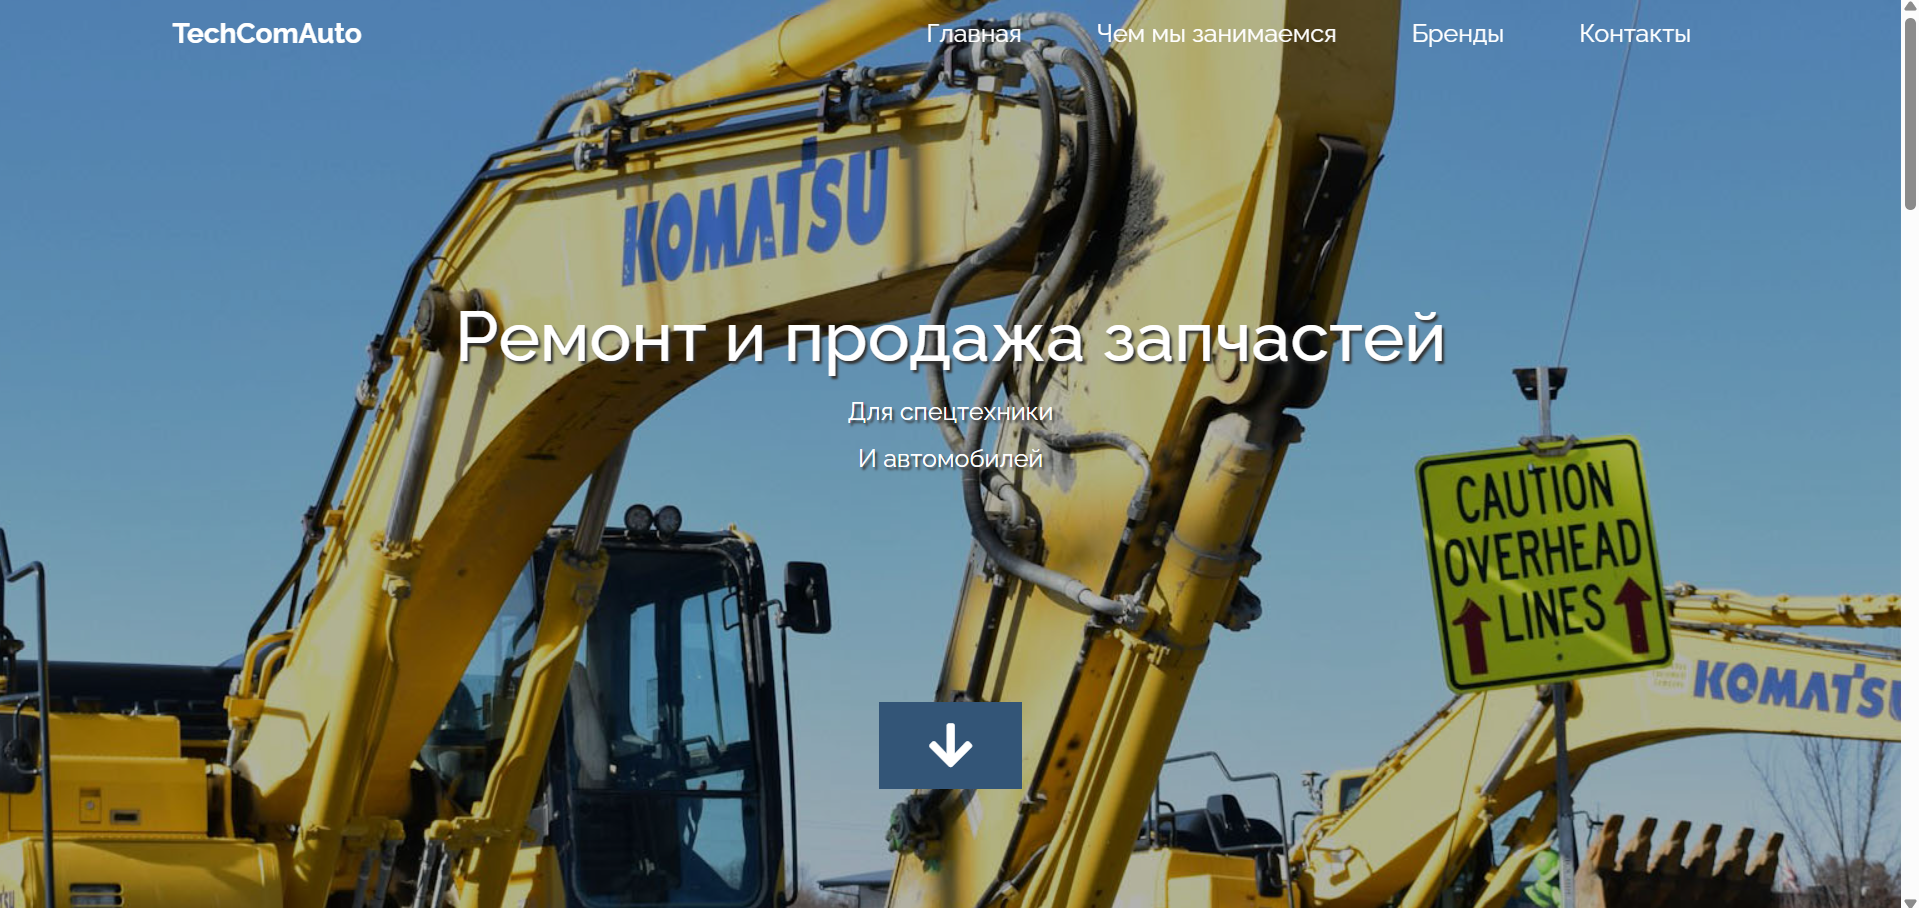 TechComAuto
Главная
Чем мы занимаемся
Бренды
Контакты
KOMATSU
Ремонт и продажа запчастей
Для спецтехники
И автомобилей
CAUTION
OVERHEAD
LINES
KOMATSU